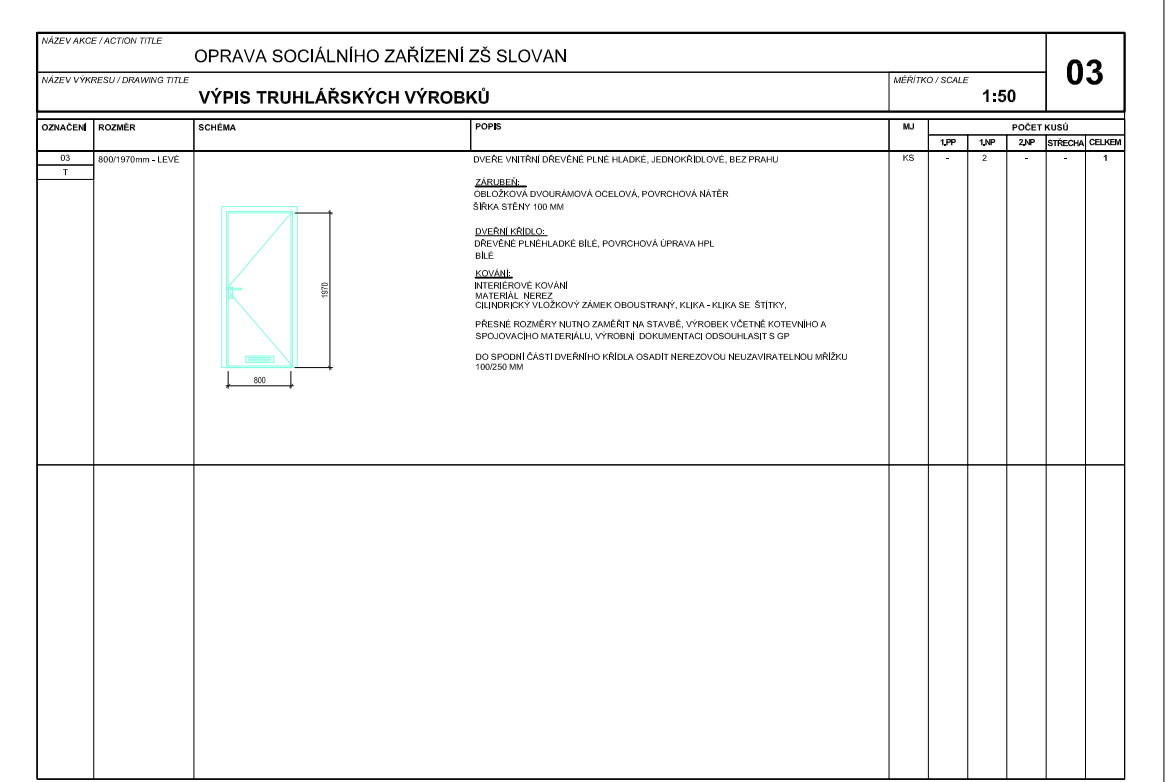 NÁZEV AKCE / ACTION TITLE
OPRAVA SOCIÁLNÍHO ZAŘÍZENÍ ZŠ SLOVAN
03
NÁZEV VÝKRESU / DRAWING TITLE
VÝPIS TRUHLÁŘSKÝCH VÝROBKŮ
MĚŘÍTKO / SCALE
1:50
OZNAČENÍ ROZMĚR SCHÉMA POPIS MJ POČET KUSŮ
1.PP 1.NP 2.NP STŘECHA CELKEM
03 800/1970mm - LEVÉ DVEŘE VNITŘNÍ DŘEVĚNÉ PLNÉ HLADKÉ, JEDNOKŘÍDLOVÉ, BEZ PRAHU KS - 2 - - 1
T
ZÁRUBEŇ:
OBLOŽKOVÁ DVOURÁMOVÁ OCELOVÁ, POVRCHOVÁ NÁTĚR
ŠÍŘKA STĚNY 100 MM
DVEŘNÍ KŘÍDLO:
DŘEVĚNÉ PLNÉHLADKÉ BÍLÉ, POVRCHOVÁ ÚPRAVA HPL
BÍLÉ
KOVÁNÍ:
INTERIÉROVÉ KOVÁNÍ
MATERIÁL NEREZ
CILINDRICKÝ VLOŽKOVÝ ZÁMEK OBOUSTRANÝ, KLIKA - KLIKA SE ŠTÍTKY,
PŘESNÉ ROZMĚRY NUTNO ZAMĚŘIT NA STAVBĚ, VÝROBEK VČETNĚ KOTEVNÍHO A
SPOJOVACÍHO MATERIÁLU, VÝROBNÍ DOKUMENTACI ODSOUHLASIT S GP
DO SPODNÍ ČÁSTI DVEŘNÍHO KŘÍDLA OSADIT NEREZOVOU NEUZAVÍRATELNOU MŘÍŽKU
100/250 MM
1970
800